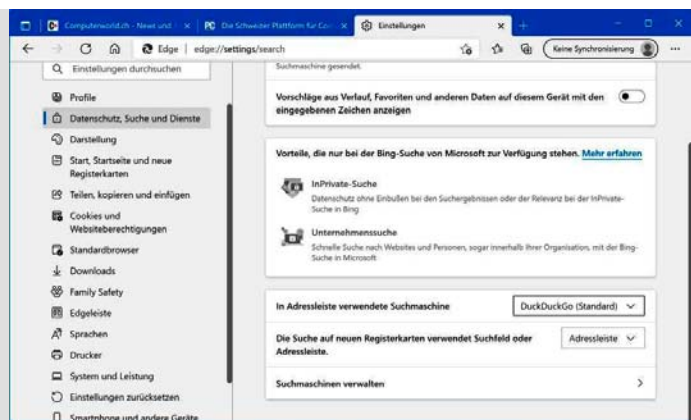 Computerworld.ch - News und
PC Die Schweizer Plattform für Com
Einstellungen
Edge edge://settings/search
Keine Synchronisierung
Einstellungen durchsuchen
Profile
Datenschutz, Suche und Dienste
Darstellung
Start, Startseite und neue
Registerkarten
Teilen, kopieren und einfügen
Cookies und
Websiteberechtigungen
Standardbrowser
Downloads
Family Safety
Edgeleiste
Sprachen
Drucker
System und Leistung
Einstellungen zurücksetzen
Smartphone und andere Geräte
Suchmaschine gesendet.
Vorschläge aus Verlauf, Favoriten und anderen Daten auf diesem Gerät mit den
eingegebenen Zeichen anzeigen
Vorteile, die nur bei der Bing-Suche von Microsoft zur Verfügung stehen. Mehr erfahren
InPrivate-Suche
Datenschutz ohne Einbußen bei den Suchergebnissen oder der Relevanz bei der InPrivate-
Suche in Bing
Unternehmenssuche
Schnelle Suche nach Websites und Personen, sogar innerhalb Ihrer Organisation, mit der Bing-
Suche in Microsoft
In Adressleiste verwendete Suchmaschine
DuckDuckGo (Standard)
Die Suche auf neuen Registerkarten verwendet Suchfeld oder
Adressleiste.
Adressleiste
Suchmaschinen verwalten